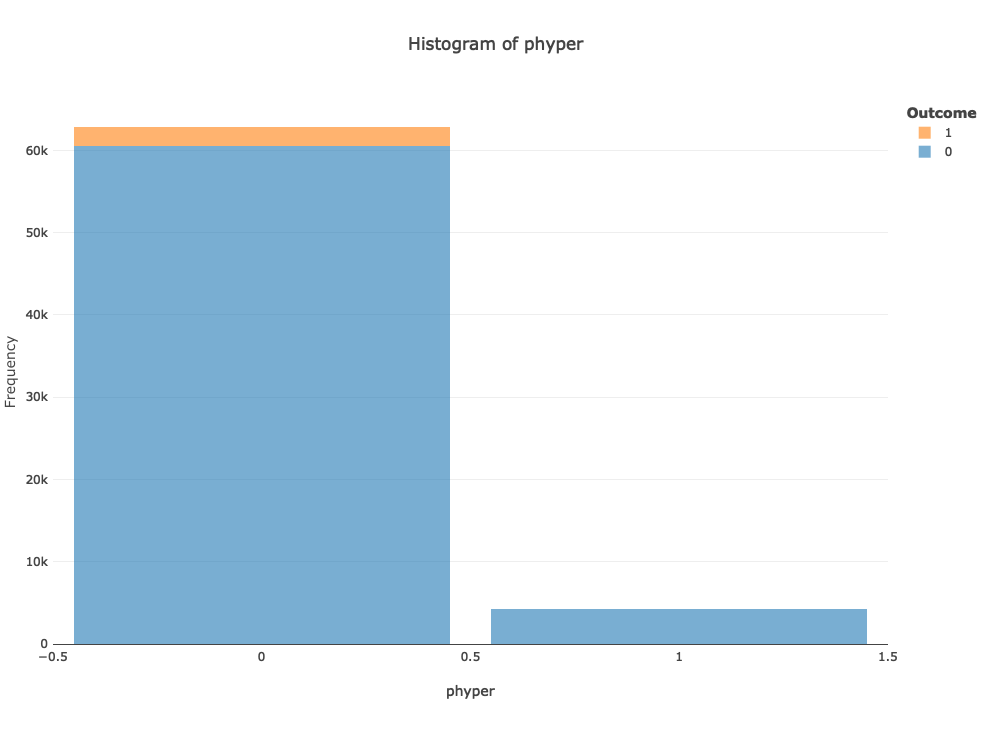 Histogram of phyper
Outcome
1
0
60k
50k
40k
30k
20k
10k
0
Frequency
−0.5
0
0.5
1
1.5
phyper